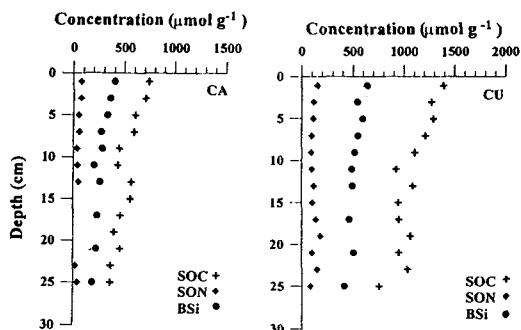 Concentration (μmol g⁻¹) Concentration (μmol g⁻¹)
0 500 1000 1500 0 500 1000 1500
0 0
CA CU
5 5
10 10
Depth (cm)
15 15
20 20
SOC + SOC +
25 SON ♦ 25 SON ♦
BSi ● BSi ●
30 30